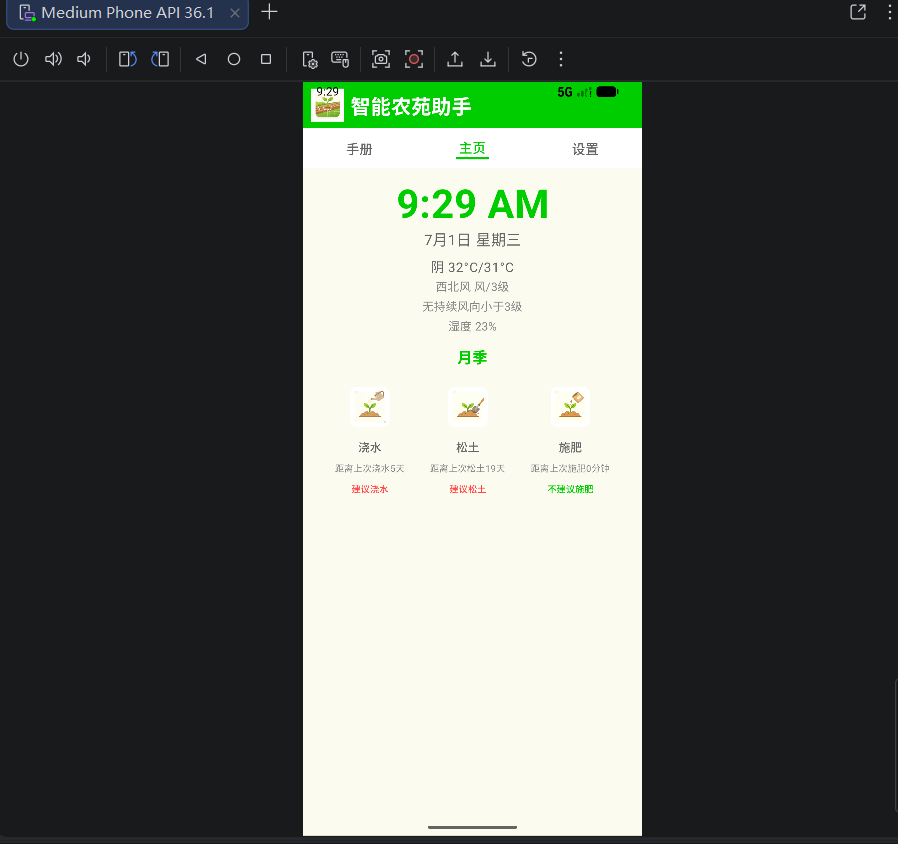 Medium Phone API 36.1
9:29
5G
智能农苑助手
手册 主页 设置
9:29 AM
7月1日 星期三
阴 32°C/31°C
西北风 风/3级
无持续风向小于3级
湿度 23%
月季
浇水 松土 施肥
距离上次浇水5天 距离上次松土19天 距离上次施肥0分钟
建议浇水 建议松土 不建议施肥